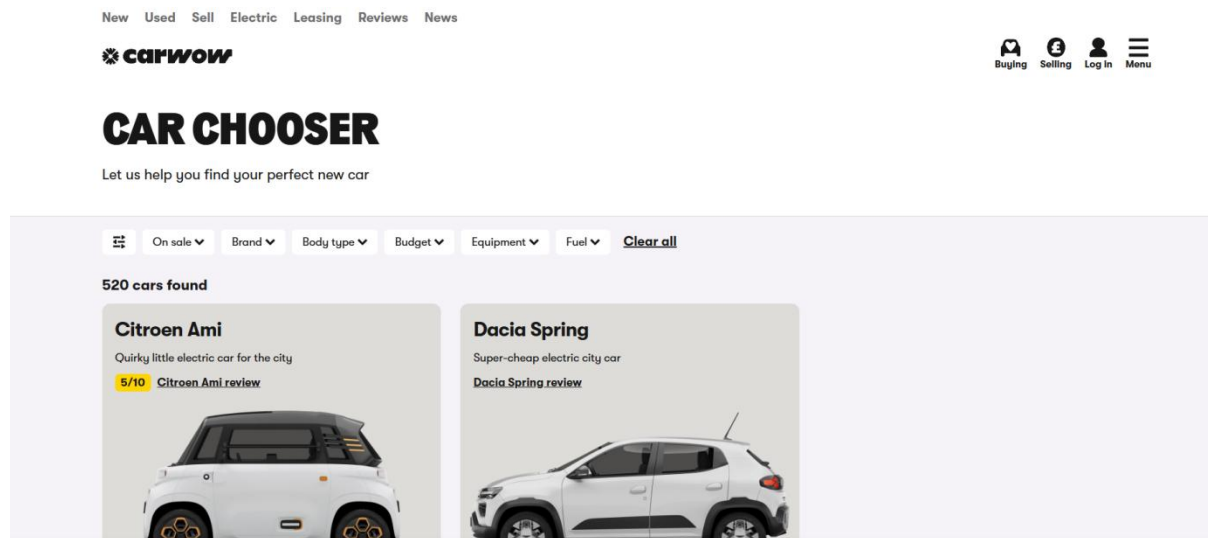 New Used Sell Electric Leasing Reviews News
carwow
Buying Selling Log In Menu
CAR CHOOSER
Let us help you find your perfect new car
On sale Brand Body type Budget Equipment Fuel Clear all
520 cars found
Citroen Ami
Quirky little electric car for the city
5/10 Citroen Ami review
Dacia Spring
Super-cheap electric city car
Dacia Spring review